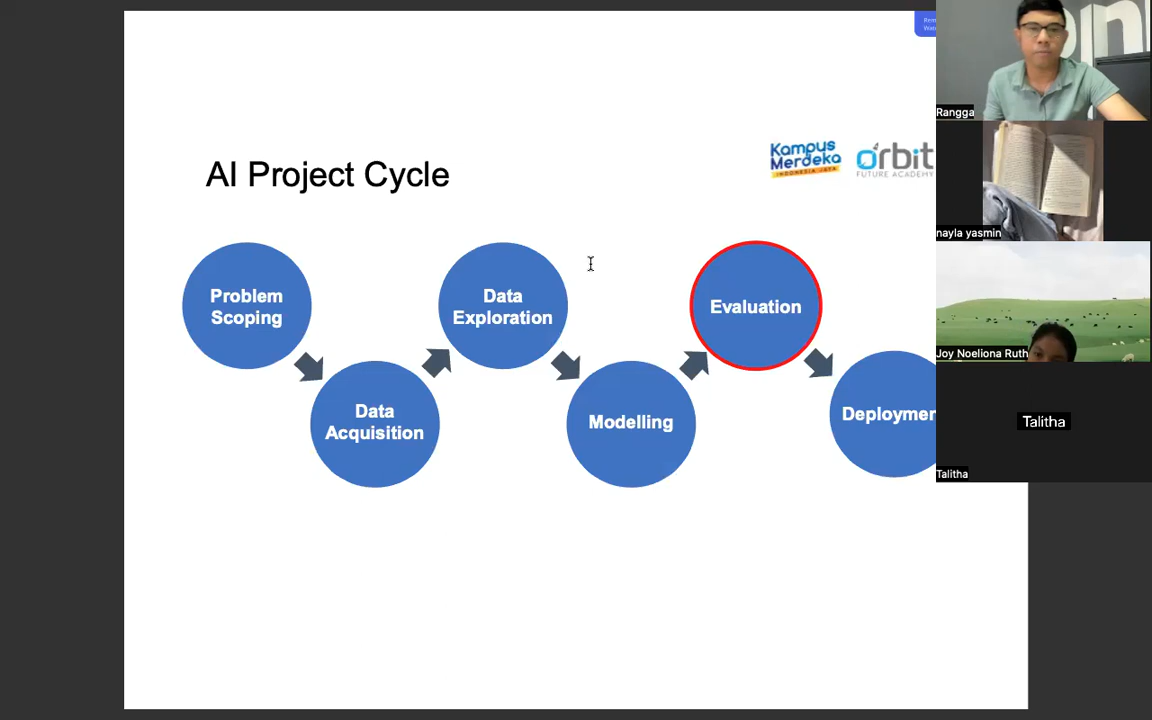 AI Project Cycle
Kampus
Merdeka
INDONESIA JAYA
Orbit
FUTURE ACADEMY
Problem
Scoping
Data
Acquisition
Data
Exploration
Modelling
Evaluation
Deploymen
Rangga
nayla yasmin
Joy Noeliona Ruth
Talitha
Talitha